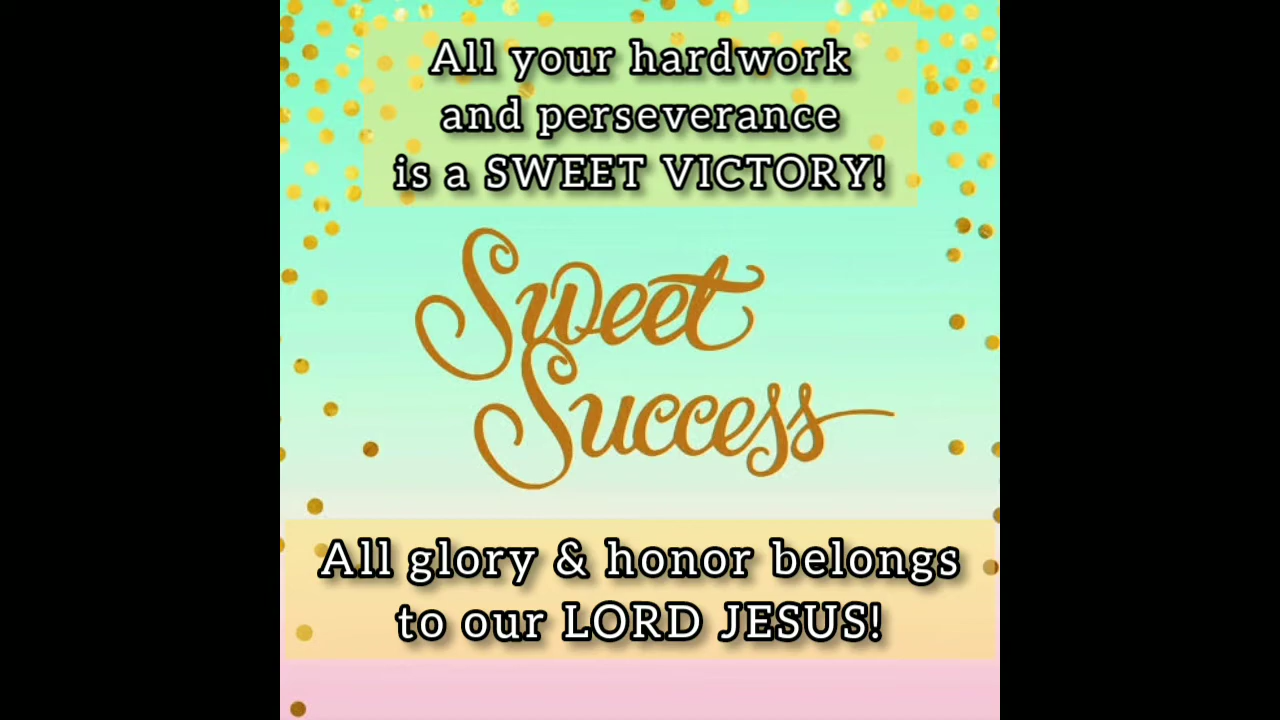 All your hardwork
and perseverance
is a SWEET VICTORY!
Sweet
Success
All glory & honor belongs
to our LORD JESUS!